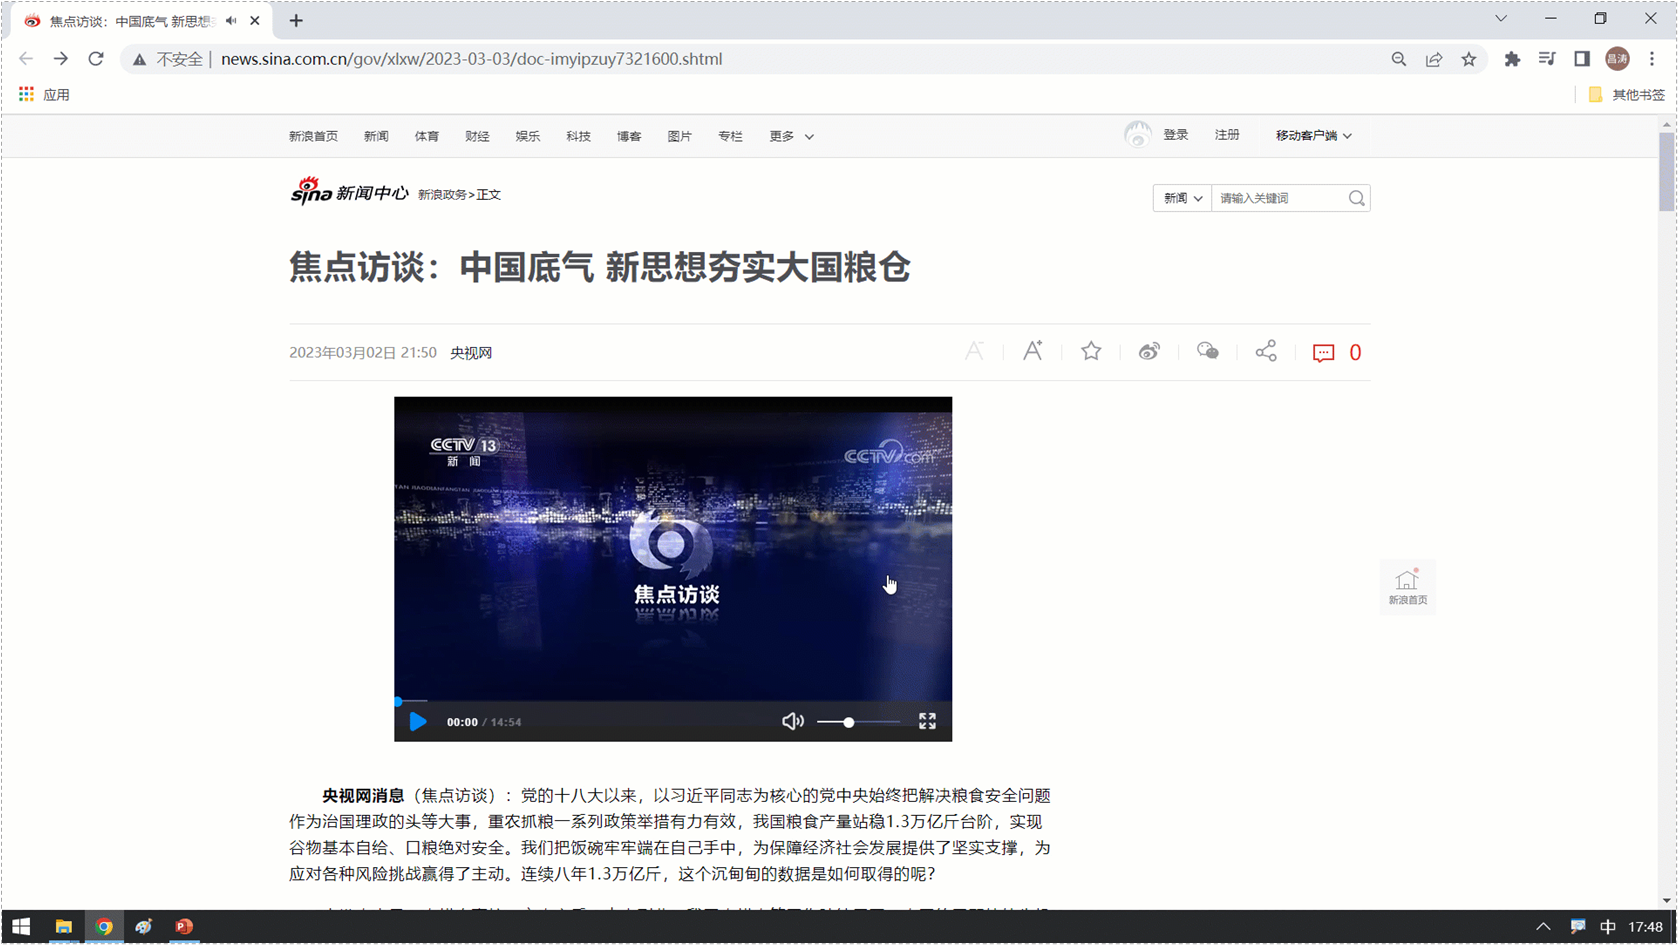 焦点访谈：中国底气 新思想
不安全
news.sina.com.cn/gov/xlxw/2023-03-03/doc-imyipzuy7321600.shtml
昌涛
应用
其他书签
新浪首页 新闻 体育 财经 娱乐 科技 博客 图片 专栏 更多
登录 注册 移动客户端
sina 新闻中心 新浪政务>正文
新闻 请输入关键词
焦点访谈：中国底气 新思想夯实大国粮仓
2023年03月02日 21:50 央视网
A- A+ 0
CCTV 13
新闻
CCTV.com
焦点访谈
00:00 / 14:54
新浪首页
央视网消息（焦点访谈）：党的十八大以来，以习近平同志为核心的党中央始终把解决粮食安全问题
作为治国理政的头等大事，重农抓粮一系列政策举措有力有效，我国粮食产量站稳1.3万亿斤台阶，实现
谷物基本自给、口粮绝对安全。我们把饭碗牢牢端在自己手中，为保障经济社会发展提供了坚实支撑，为
应对各种风险挑战赢得了主动。连续八年1.3万亿斤，这个沉甸甸的数据是如何取得的呢？
中 17:48